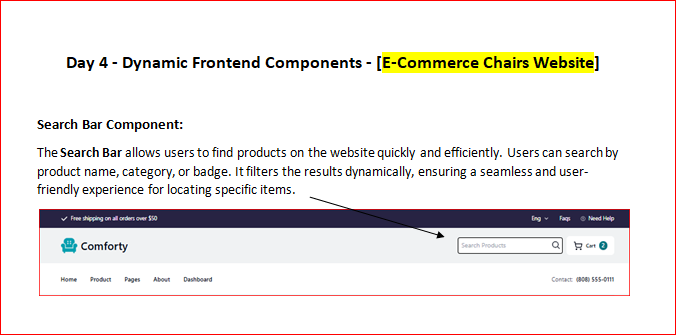 Day 4 - Dynamic Frontend Components - [E-Commerce Chairs Website]
Search Bar Component:
The Search Bar allows users to find products on the website quickly and efficiently. Users can search by
product name, category, or badge. It filters the results dynamically, ensuring a seamless and user-
friendly experience for locating specific items.
Free shipping on all orders over $50 Eng Faqs Need Help
Comforty Search Products Cart 2
Home Product Pages About Dashboard Contact: (808) 555-0111